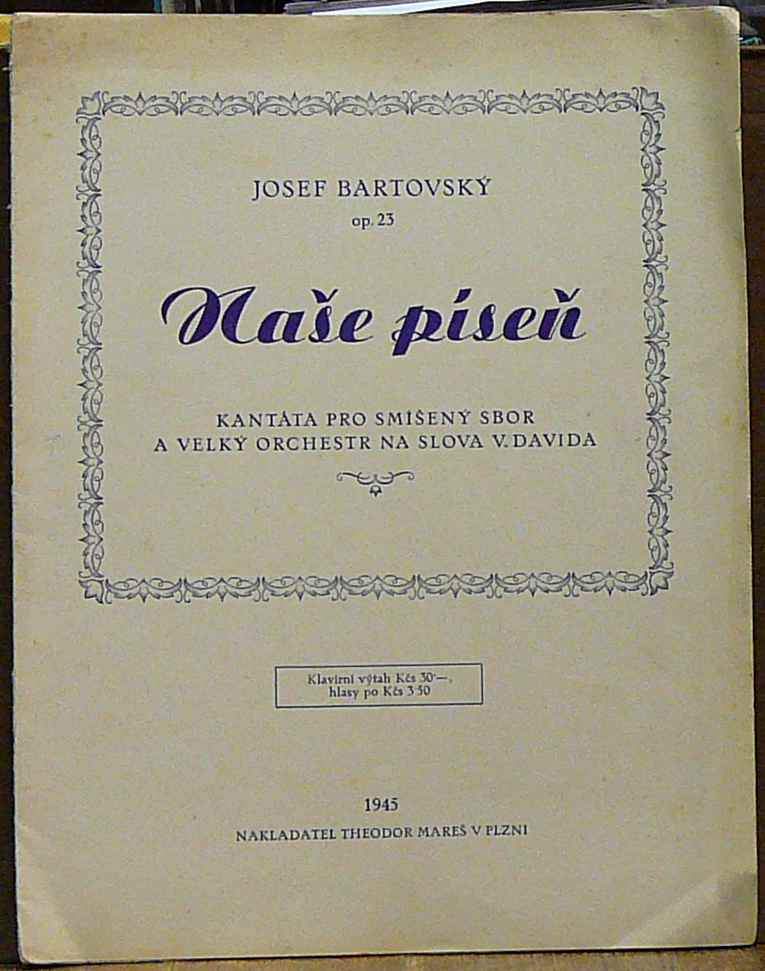 JOSEF BARTOVSKÝ
op. 23
Naše píseň
KANTÁTA PRO SMÍŠENÝ SBOR
A VELKÝ ORCHESTR NA SLOVA V. DAVIDA
Klavírní výtah Kčs 30·—,
hlasy po Kčs 3·50
1945
NAKLADATEL THEODOR MAREŠ V PLZNI